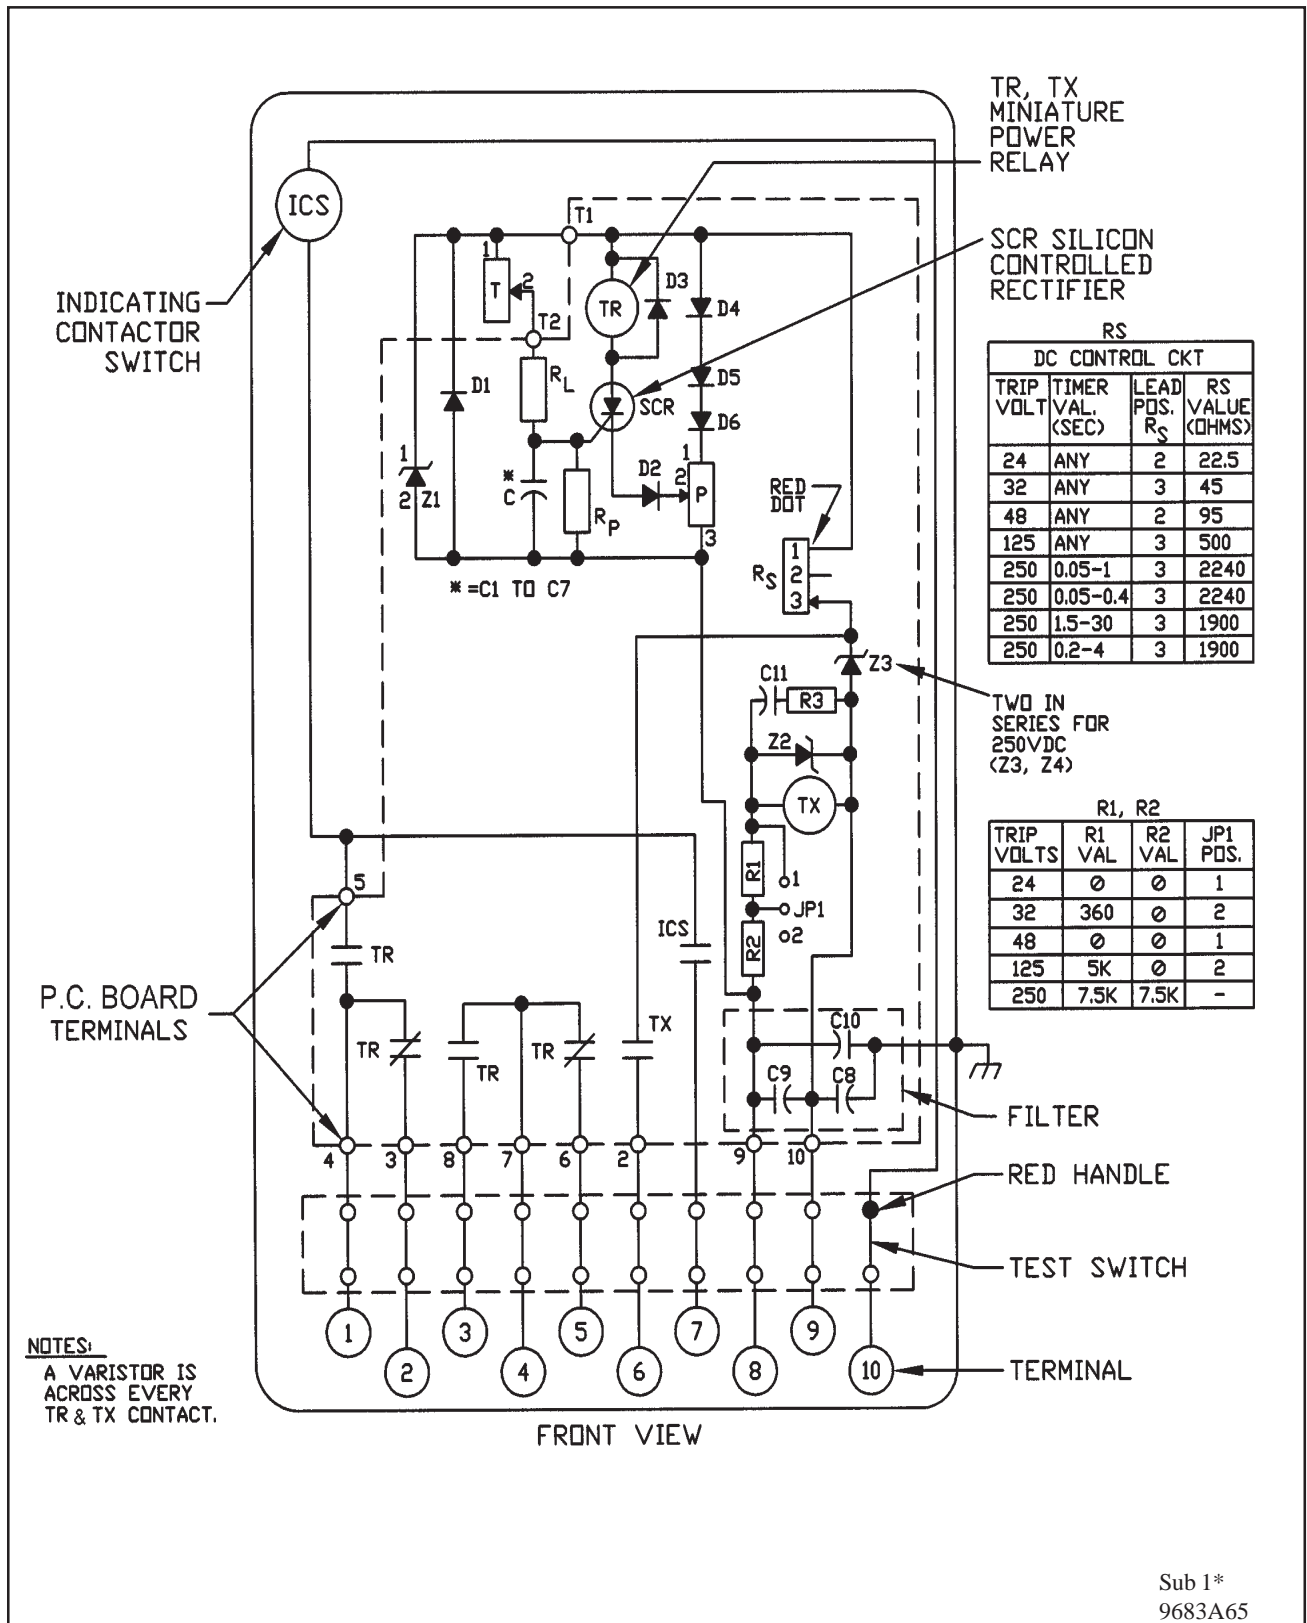 TR, TX
MINIATURE
POWER
RELAY
ICS
T1
SCR SILICON
CONTROLLED
RECTIFIER
INDICATING
CONTACTOR
SWITCH
1
T
2
T2
TR
D3
D4
D1
RL
SCR
D5
D6
1
2
Z1
*
C
RP
D2
1
2
P
3
* =C1 TO C7
RED
DOT
RS
1
2
3
RS
DC CONTROL CKT
TRIP VOLT TIMER VAL. (SEC) LEAD POS. RS RS VALUE (OHMS)
24 ANY 2 22.5
32 ANY 3 45
48 ANY 2 95
125 ANY 3 500
250 0.05-1 3 2240
250 0.05-0.4 3 2240
250 1.5-30 3 1900
250 0.2-4 3 1900
Z3
C11
R3
Z2
TX
TWO IN
SERIES FOR
250VDC
(Z3, Z4)
R1, R2
TRIP VOLTS R1 VAL R2 VAL JP1 POS.
24 Ø Ø 1
32 360 Ø 2
48 Ø Ø 1
125 5K Ø 2
250 7.5K 7.5K -
R1
1
JP1
R2
2
5
TR
ICS
P.C. BOARD
TERMINALS
TR
TR
TR
TX
C10
C9
C8
FILTER
4 3 8 7 6 2 9 10
RED HANDLE
TEST SWITCH
1 2 3 4 5 6 7 8 9 10
TERMINAL
NOTES:
A VARISTOR IS
ACROSS EVERY
TR & TX CONTACT.
FRONT VIEW
Sub 1*
9683A65